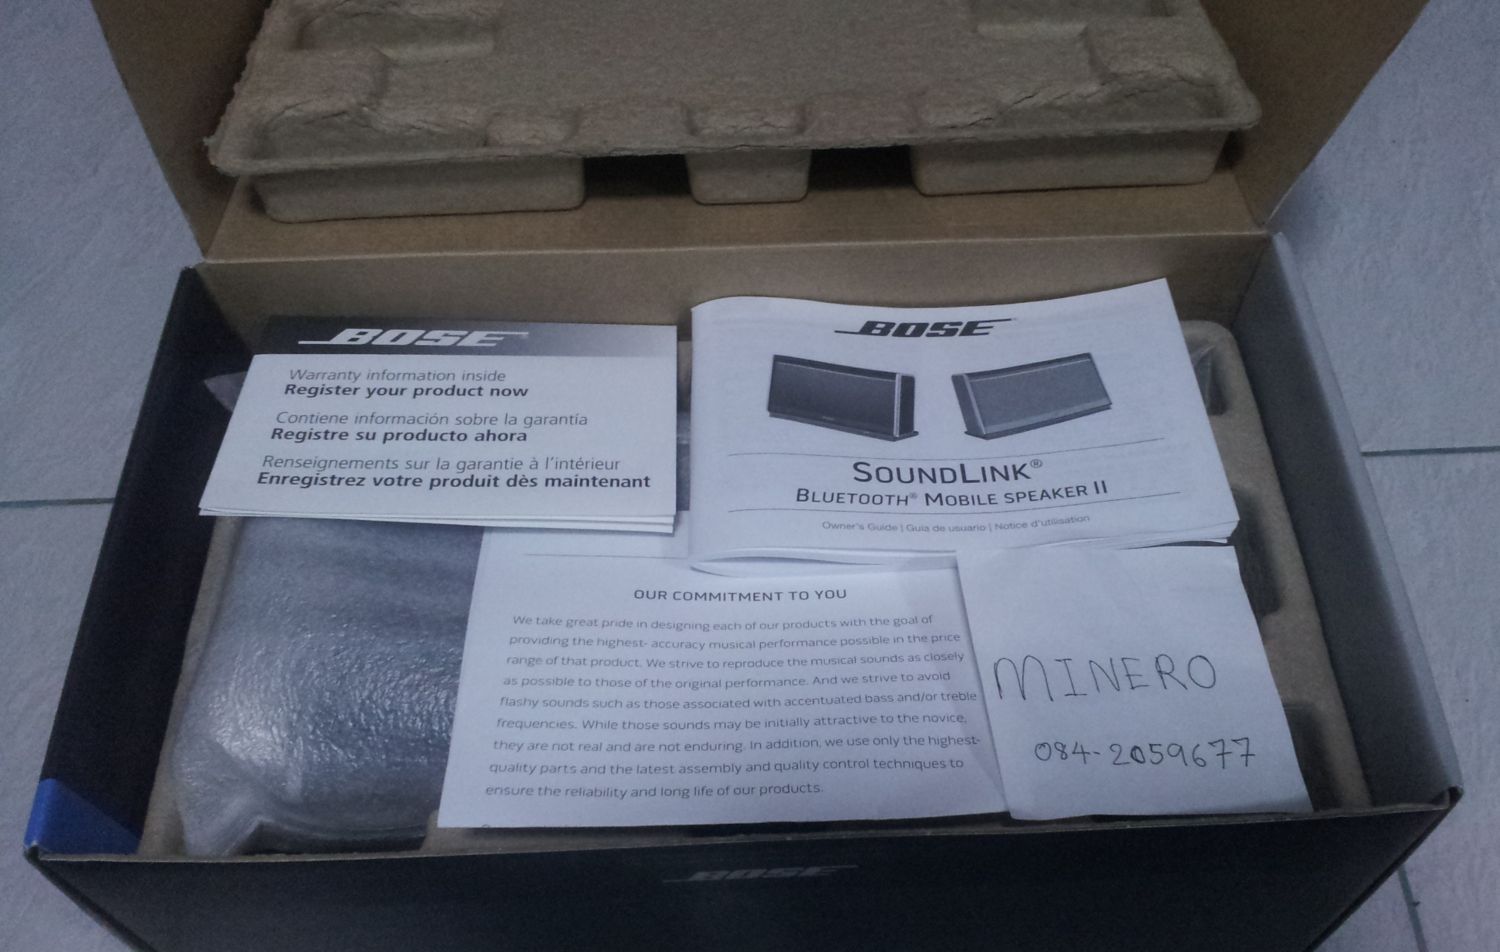 BOSE
Warranty information inside
Register your product now
Contiene información sobre la garantía
Registre su producto ahora
Renseignements sur la garantie à l'intérieur
Enregistrez votre produit dès maintenant
BOSE
SOUNDLINK®
BLUETOOTH® MOBILE SPEAKER II
Owner's Guide | Guía de usuario | Notice d'utilisation
OUR COMMITMENT TO YOU
We take great pride in designing each of our products with the goal of
providing the highest- accuracy musical performance possible in the price
range of that product. We strive to reproduce the musical sounds as closely
as possible to those of the original performance. And we strive to avoid
flashy sounds such as those associated with accentuated bass and/or treble
frequencies. While those sounds may be initially attractive to the novice,
they are not real and are not enduring. In addition, we use only the highest-
quality parts and the latest assembly and quality control techniques to
ensure the reliability and long life of our products.
MINERO
084-2059677
BOSE